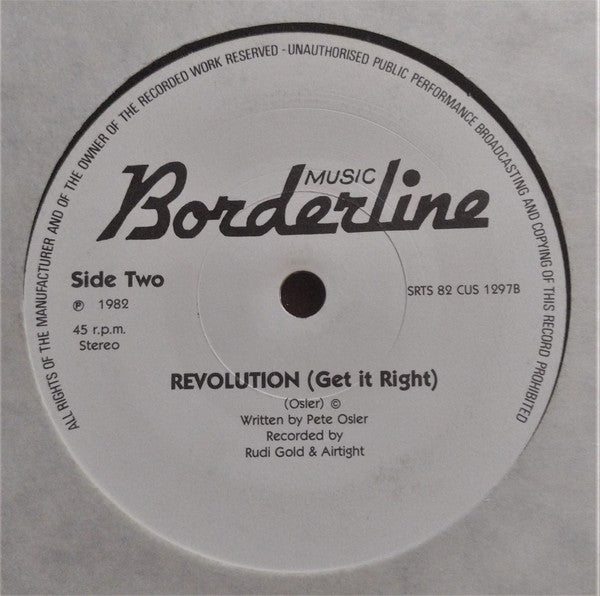 ALL RIGHTS OF THE MANUFACTURER AND OF THE OWNER OF THE RECORDED WORK RESERVED - UNAUTHORISED PUBLIC PERFORMANCE BROADCASTING AND COPYING OF THIS RECORD PROHIBITED
MUSIC
Borderline
Side Two
℗ 1982
SRTS 82 CUS 1297B
45 r.p.m.
Stereo
REVOLUTION (Get it Right)
(Osler) ©
Written by Pete Osler
Recorded by
Rudi Gold & Airtight